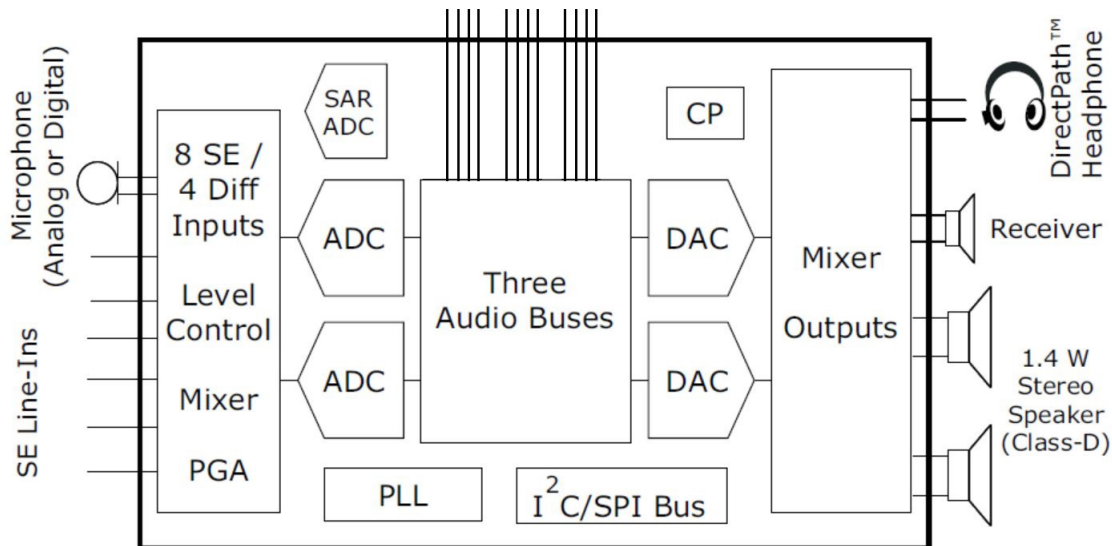 Microphone
(Analog or Digital)
SE Line-Ins
8 SE /
4 Diff
Inputs
Level
Control
Mixer
PGA
SAR
ADC
ADC
ADC
Three
Audio Buses
PLL
I²C/SPI Bus
CP
DAC
DAC
Mixer
Outputs
DirectPath™
Headphone
Receiver
1.4 W
Stereo
Speaker
(Class-D)